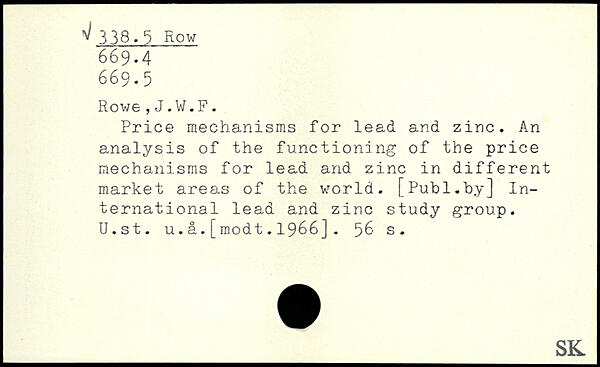 ✓ 338.5 Row
669.4
669.5
Rowe,J.W.F.
Price mechanisms for lead and zinc. An
analysis of the functioning of the price
mechanisms for lead and zinc in different
market areas of the world. [Publ.by] In-
ternational lead and zinc study group.
U.st. u.å.[modt.1966]. 56 s.
SK